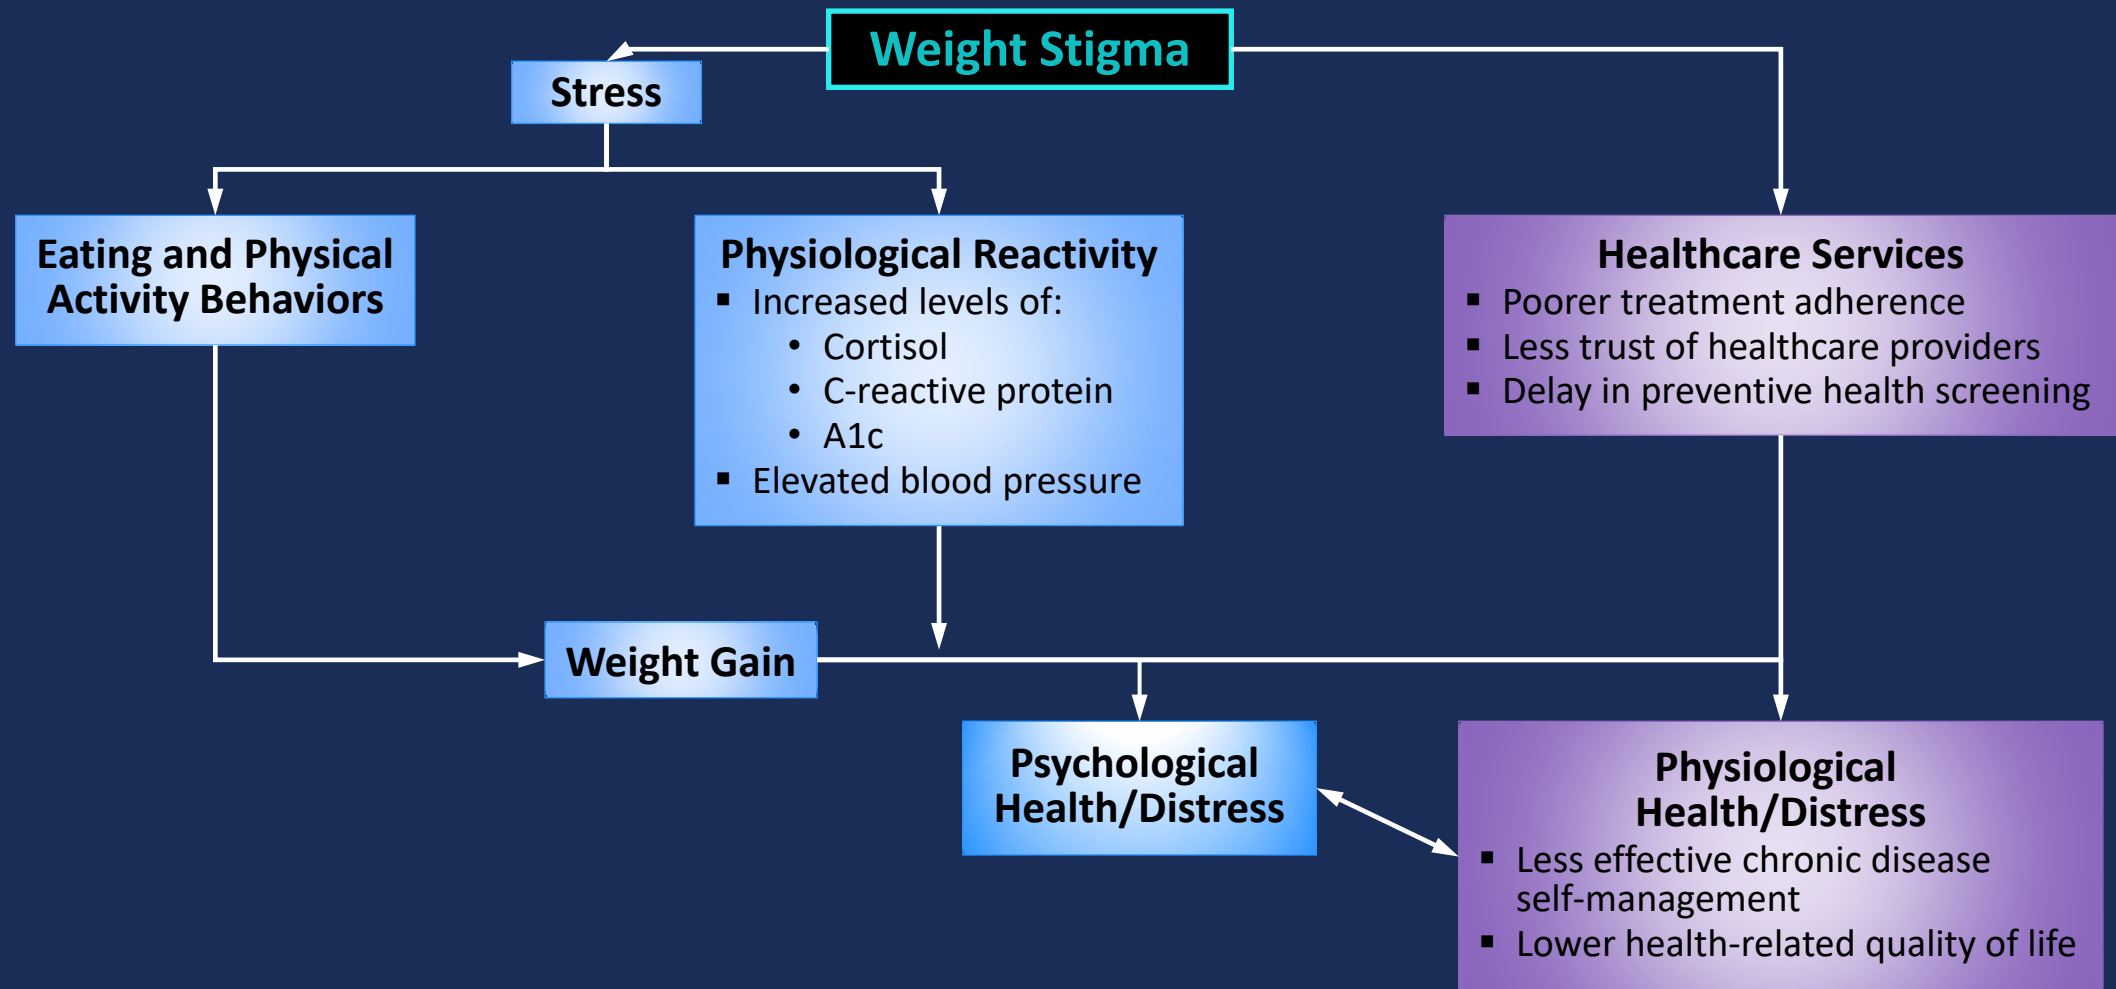 Weight Stigma
Stress
Eating and Physical
Activity Behaviors
Physiological Reactivity
▪ Increased levels of:
• Cortisol
• C-reactive protein
• A1c
▪ Elevated blood pressure
Healthcare Services
▪ Poorer treatment adherence
▪ Less trust of healthcare providers
▪ Delay in preventive health screening
Weight Gain
Psychological
Health/Distress
Physiological
Health/Distress
▪ Less effective chronic disease
self-management
▪ Lower health-related quality of life